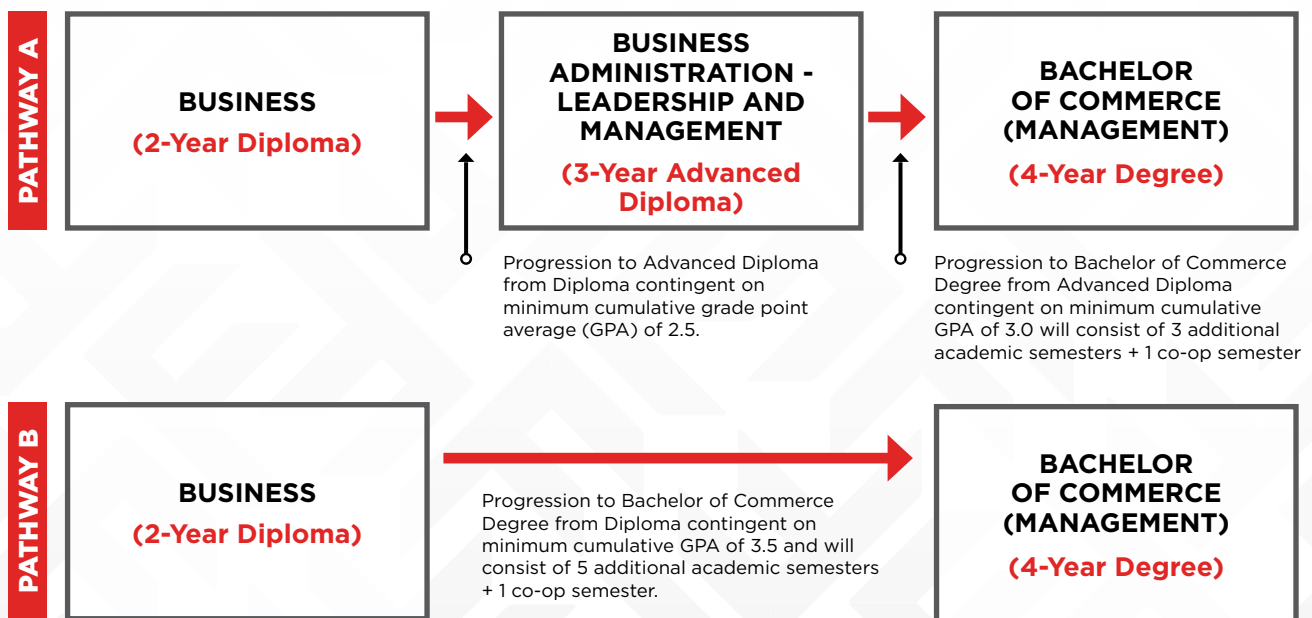 PATHWAY A
BUSINESS
(2-Year Diploma)
BUSINESS
ADMINISTRATION -
LEADERSHIP AND
MANAGEMENT
(3-Year Advanced
Diploma)
BACHELOR
OF COMMERCE
(MANAGEMENT)
(4-Year Degree)
Progression to Advanced Diploma
from Diploma contingent on
minimum cumulative grade point
average (GPA) of 2.5.
Progression to Bachelor of Commerce
Degree from Advanced Diploma
contingent on minimum cumulative
GPA of 3.0 will consist of 3 additional
academic semesters + 1 co-op semester
PATHWAY B
BUSINESS
(2-Year Diploma)
Progression to Bachelor of Commerce
Degree from Diploma contingent on
minimum cumulative GPA of 3.5 and will
consist of 5 additional academic semesters
+ 1 co-op semester.
BACHELOR
OF COMMERCE
(MANAGEMENT)
(4-Year Degree)